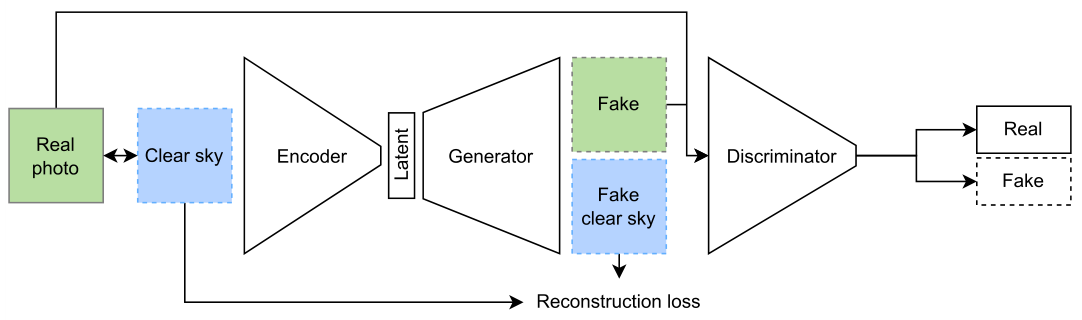 Real
photo
Clear sky
Encoder
Latent
Generator
Fake
Fake
clear sky
Discriminator
Real
Fake
Reconstruction loss